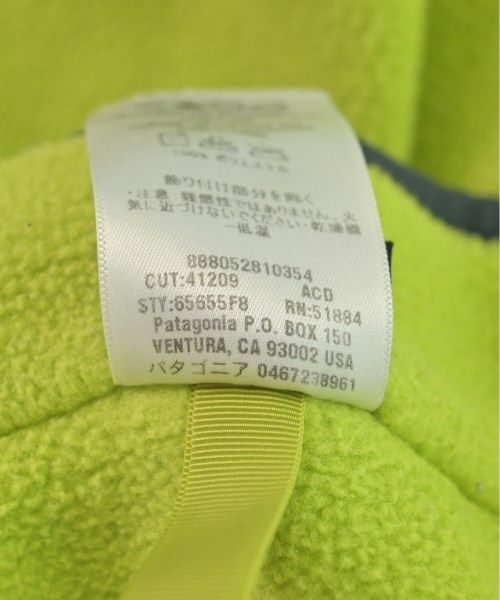 100% ポリエステル
飾り付け部分を除く
・注意・難燃性ではありません。火
気に近づけないでください・乾燥機
－低温
888052810354
CUT:41209 ACD
STY:65655F8 RN:51884
Patagonia P.O. BOX 150
VENTURA, CA 93002 USA
パタゴニア 0467238961